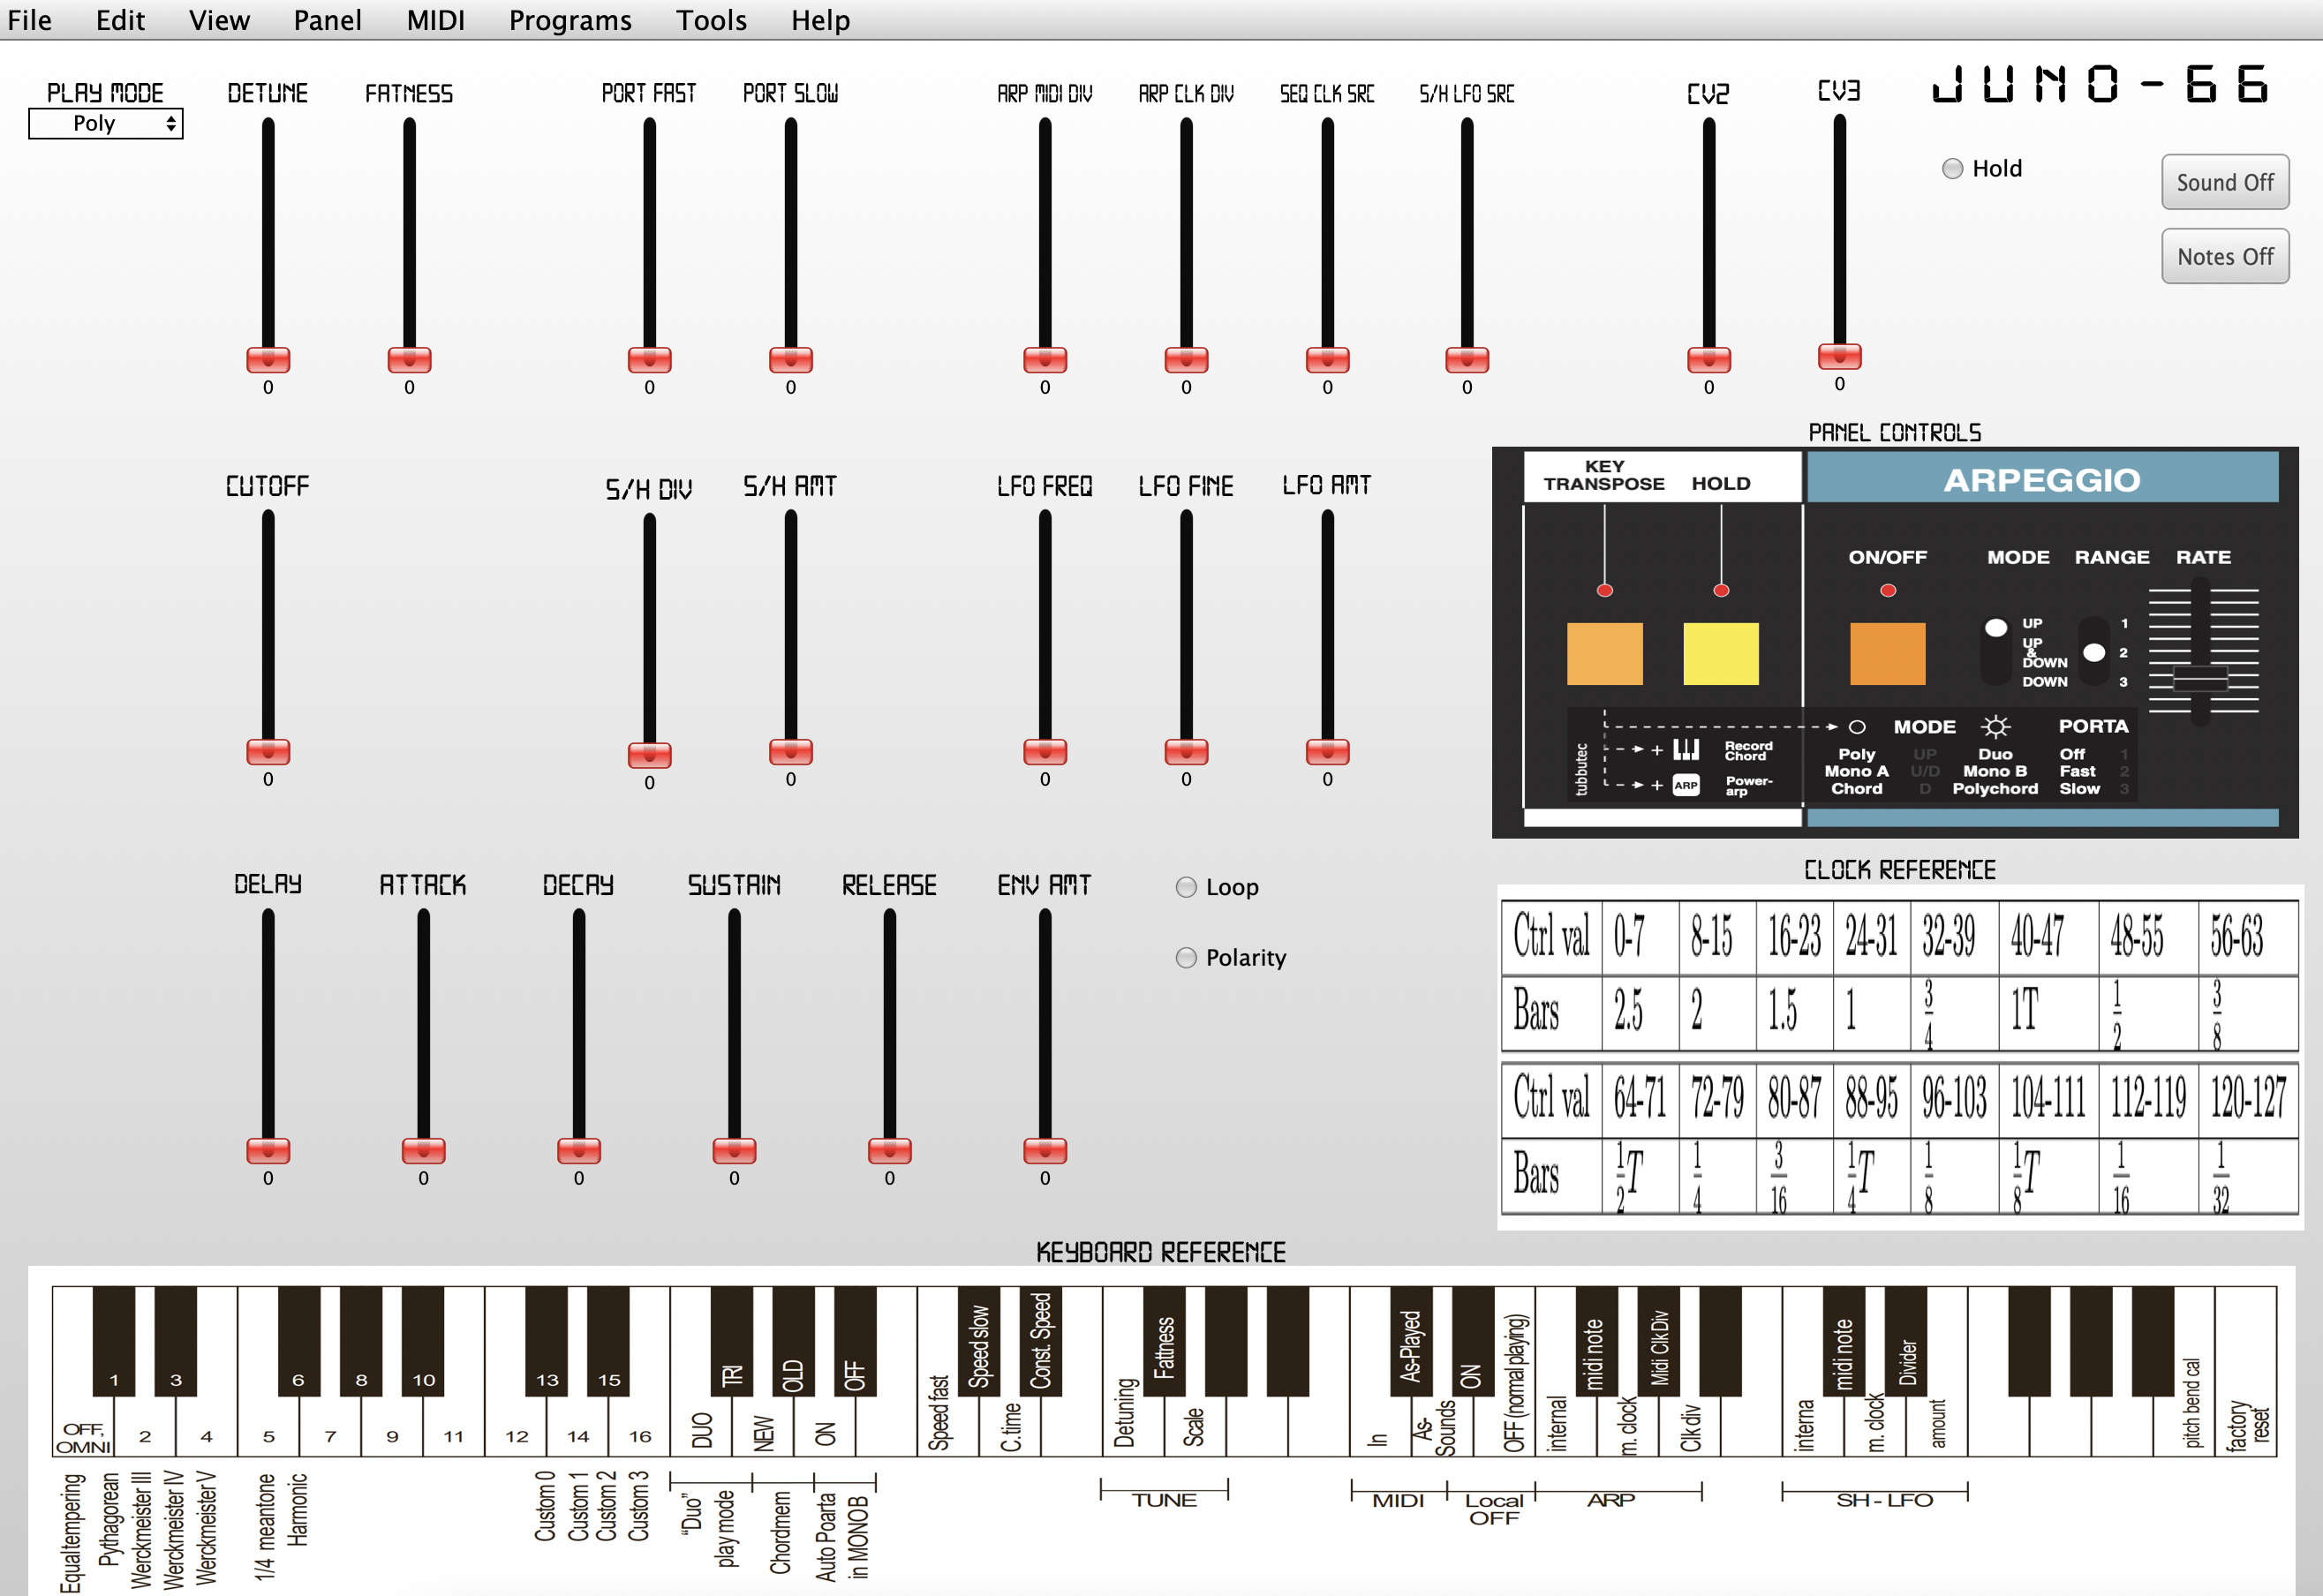 File Edit View Panel MIDI Programs Tools Help
JUNO-66
PLAY MODE
Poly
DETUNE
0
FATNESS
0
PORT FAST
0
PORT SLOW
0
ARP MIDI DIV
0
ARP CLK DIV
0
SEQ CLK SRC
0
S/H LFO SRC
0
CV2
0
CV3
0
Hold
Sound Off
Notes Off
CUTOFF
0
S/H DIV
0
S/H AMT
0
LFO FREQ
0
LFO FINE
0
LFO AMT
0
PANEL CONTROLS
KEY
TRANSPOSE
HOLD
ARPEGGIO
ON/OFF
MODE
RANGE
RATE
UP
UP
&
DOWN
DOWN
1
2
3
tubbutec
+
Record
Chord
+ ARP
Power-
arp
MODE
PORTA
Poly UP Duo Off 1
Mono A U/D Mono B Fast 2
Chord D Polychord Slow 3
DELAY
0
ATTACK
0
DECAY
0
SUSTAIN
0
RELEASE
0
ENV AMT
0
Loop
Polarity
CLOCK REFERENCE
Ctrl val 0-7 8-15 16-23 24-31 32-39 40-47 48-55 56-63
Bars 2.5 2 1.5 1 3/4 1T 1/2 3/8
Ctrl val 64-71 72-79 80-87 88-95 96-103 104-111 112-119 120-127
Bars 1/2T 1/4 3/16 1/4T 1/8 1/8T 1/16 1/32
KEYBOARD REFERENCE
1 3 6 8 10 13 15
TRI
OLD
OFF
Speed slow
Const. Speed
Fattness
As-Played
ON
midi note
Midi Clk Div
midi note
Divider
OFF,
OMNI
2 4 5 7 9 11 12 14 16
DUO
NEW
ON
Speed fast
C.time
Detuning
Scale
In
As-
Sounds
OFF (normal playing)
internal
m. clock
Clk div
interna
m. clock
amount
pitch bend cal
factory
reset
Equaltempering
Pythagorean
Werckmeister III
Werckmeister IV
Werckmeister V
1/4 meantone
Harmonic
Custom 0
Custom 1
Custom 2
Custom 3
“Duo”
play mode
Chordmem
Auto Poarta
in MONOB
TUNE
MIDI
Local
OFF
ARP
SH - LFO